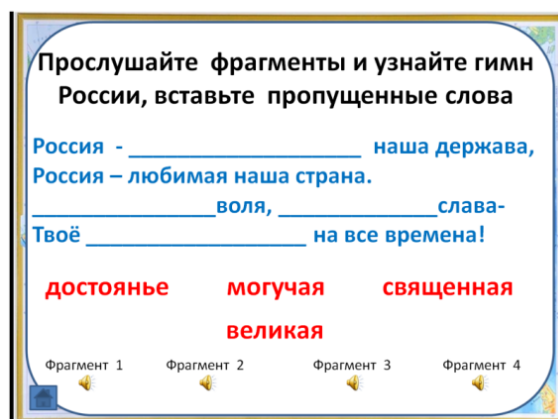 Прослушайте фрагменты и узнайте гимн
России, вставьте пропущенные слова
Россия - ___________________ наша держава,
Россия – любимая наша страна.
_______________воля, _____________слава-
Твоё __________________ на все времена!
достоянье могучая священная
великая
Фрагмент 1 Фрагмент 2 Фрагмент 3 Фрагмент 4